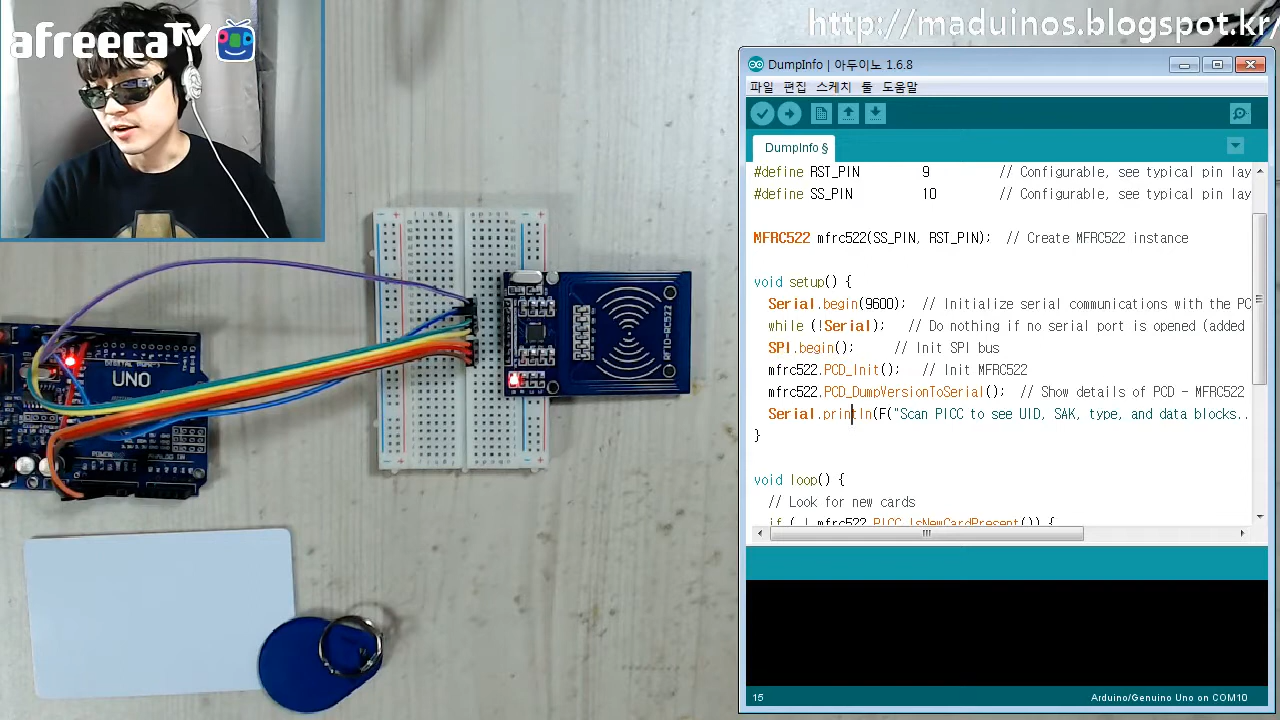 afreecaTV
http://maduinos.blogspot.kr/
DumpInfo | 아두이노 1.6.8
파일 편집 스케치 툴 도움말
DumpInfo §
#define RST_PIN 9 // Configurable, see typical pin lay
#define SS_PIN 10 // Configurable, see typical pin lay
MFRC522 mfrc522(SS_PIN, RST_PIN); // Create MFRC522 instance
void setup() {
Serial.begin(9600); // Initialize serial communications with the PC
while (!Serial); // Do nothing if no serial port is opened (added
SPI.begin(); // Init SPI bus
mfrc522.PCD_Init(); // Init MFRC522
mfrc522.PCD_DumpVersionToSerial(); // Show details of PCD - MFRC522
Serial.println(F("Scan PICC to see UID, SAK, type, and data blocks..
}
void loop() {
// Look for new cards
if ( ! mfrc522.PICC_IsNewCardPresent()) {
15
Arduino/Genuino Uno on COM10
UNO
RFID-RC522